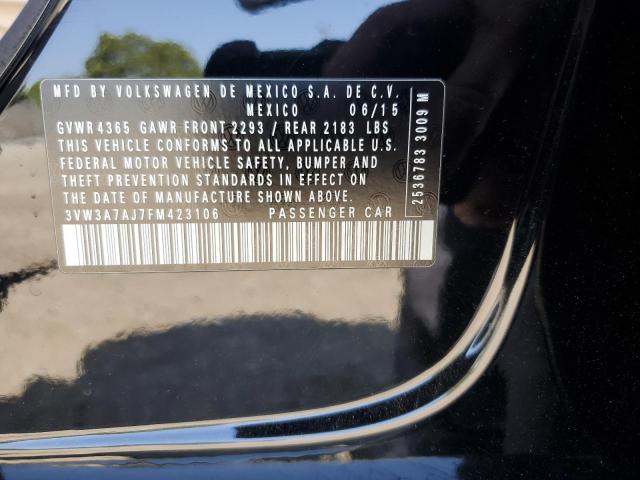 MFD BY VOLKSWAGEN DE MEXICO S.A. DE C.V.
MEXICO 06/15
GVWR 4365 GAWR FRONT 2293 / REAR 2183 LBS
THIS VEHICLE CONFORMS TO ALL APPLICABLE U.S.
FEDERAL MOTOR VEHICLE SAFETY, BUMPER AND
THEFT PREVENTION STANDARDS IN EFFECT ON
THE DATE OF MANUFACTURE SHOWN ABOVE.
3VW3A7AJ7FM423106 PASSENGER CAR
2536783 3009 M